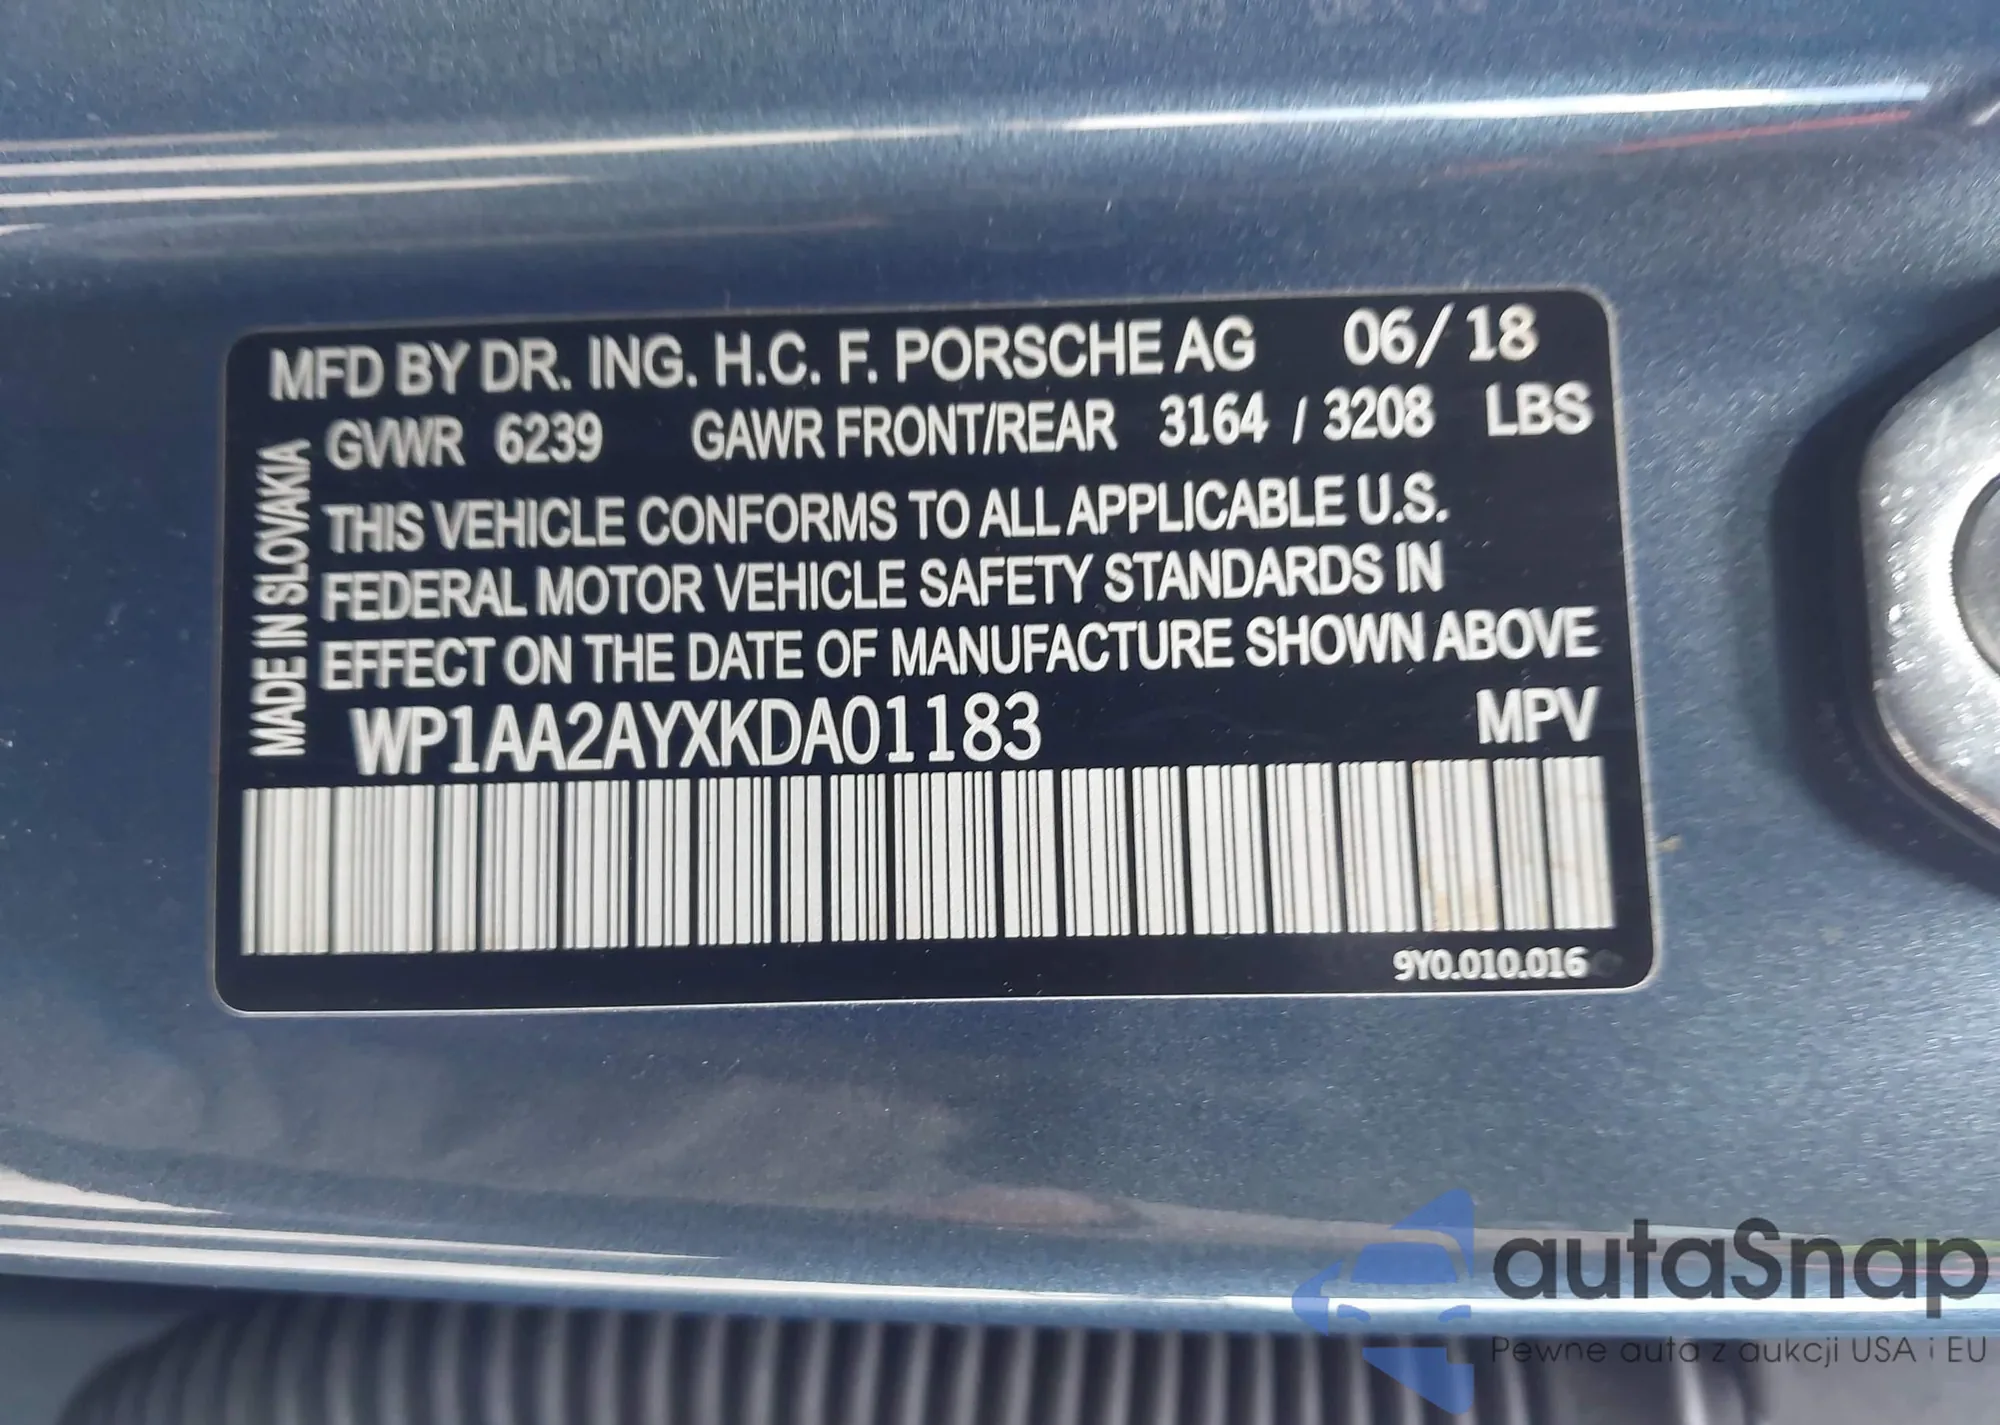 MFD BY DR. ING. H.C. F. PORSCHE AG 06/18
GVWR 6239 GAWR FRONT/REAR 3164 / 3208 LBS
THIS VEHICLE CONFORMS TO ALL APPLICABLE U.S.
FEDERAL MOTOR VEHICLE SAFETY STANDARDS IN
EFFECT ON THE DATE OF MANUFACTURE SHOWN ABOVE
MADE IN SLOVAKIA
WP1AA2AYXKDA01183 MPV
9Y0.010.016
autaSnap
Pewne auta z aukcji USA i EU